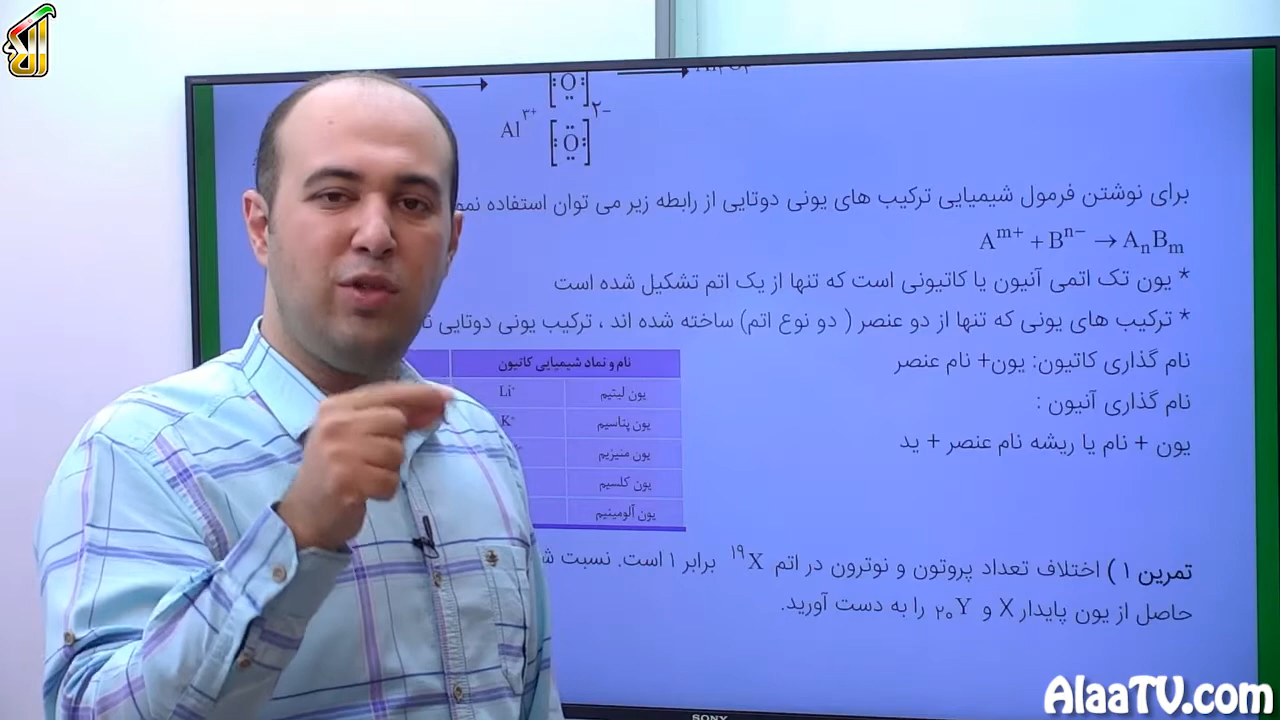 آلاء
[:Ö:]
Al۳+ [:Ö:]۲−
برای نوشتن فرمول شیمیایی ترکیب های یونی دوتایی از رابطه زیر می توان استفاده
Aᵐ⁺ + Bⁿ⁻ → AₙBₘ
* یون تک اتمی آنیون یا کاتیونی است که تنها از یک اتم تشکیل شده است
* ترکیب های یونی که تنها از دو عنصر ( دو نوع اتم) ساخته شده اند ، ترکیب یونی دوتایی
نام گذاری کاتیون: یون+ نام عنصر
نام گذاری آنیون :
یون + نام یا ریشه نام عنصر + ید
نام و نماد شیمیایی کاتیون
یون لیتیم Li⁺
یون پتاسیم K⁺
یون منیزیم
یون کلسیم
یون آلومینیم
تمرین ۱ ) اختلاف تعداد پروتون و نوترون در اتم ¹⁹X برابر ۱ است. نسبت
حاصل از یون پایدار X و ₂₀Y را به دست آورید.
SONY
AlaaTV.com